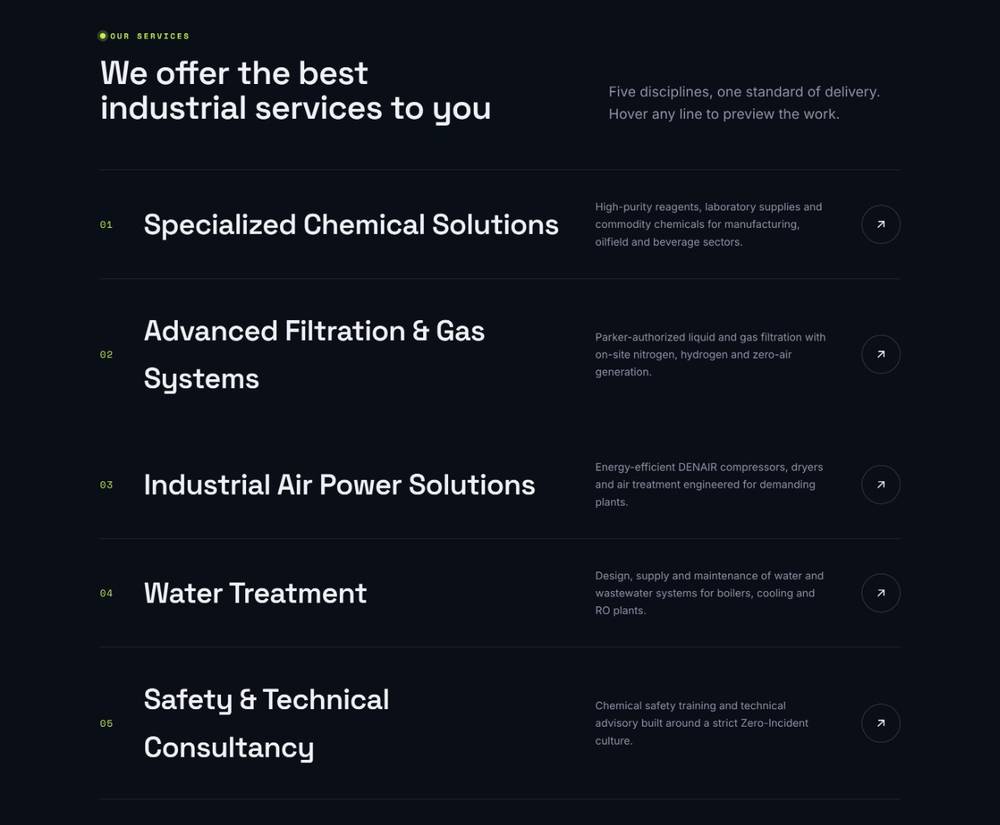 OUR SERVICES
We offer the best
industrial services to you
Five disciplines, one standard of delivery.
Hover any line to preview the work.
01
Specialized Chemical Solutions
High-purity reagents, laboratory supplies and
commodity chemicals for manufacturing,
oilfield and beverage sectors.
02
Advanced Filtration & Gas
Systems
Parker-authorized liquid and gas filtration with
on-site nitrogen, hydrogen and zero-air
generation.
03
Industrial Air Power Solutions
Energy-efficient DENAIR compressors, dryers
and air treatment engineered for demanding
plants.
04
Water Treatment
Design, supply and maintenance of water and
wastewater systems for boilers, cooling and
RO plants.
05
Safety & Technical
Consultancy
Chemical safety training and technical
advisory built around a strict Zero-Incident
culture.